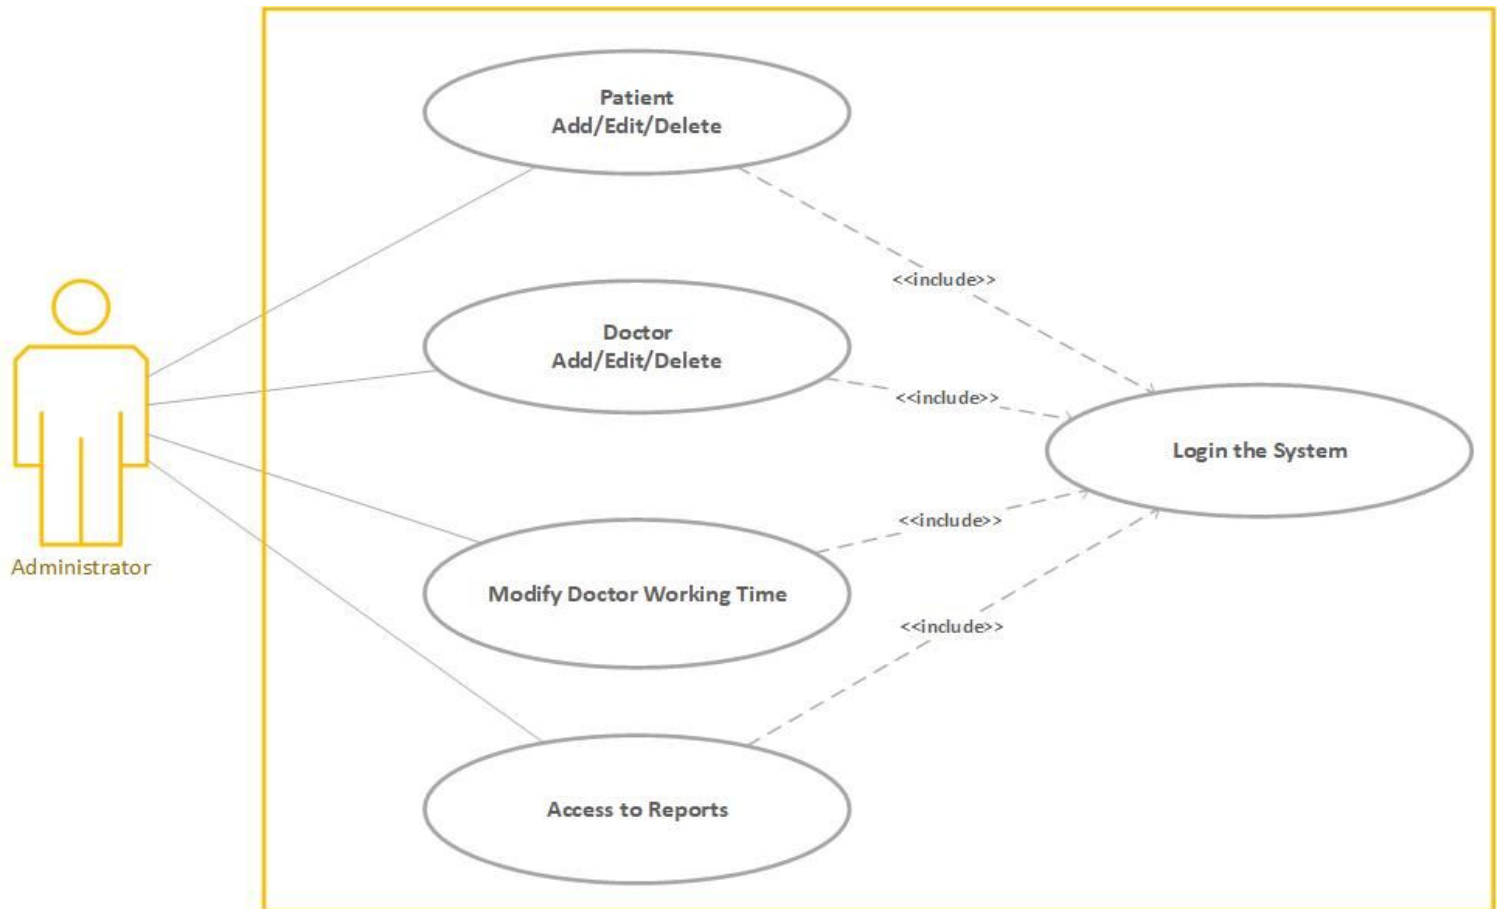 Patient
Add/Edit/Delete
<<include>>
Doctor
Add/Edit/Delete
<<include>>
Login the System
<<include>>
Administrator
Modify Doctor Working Time
<<include>>
Access to Reports